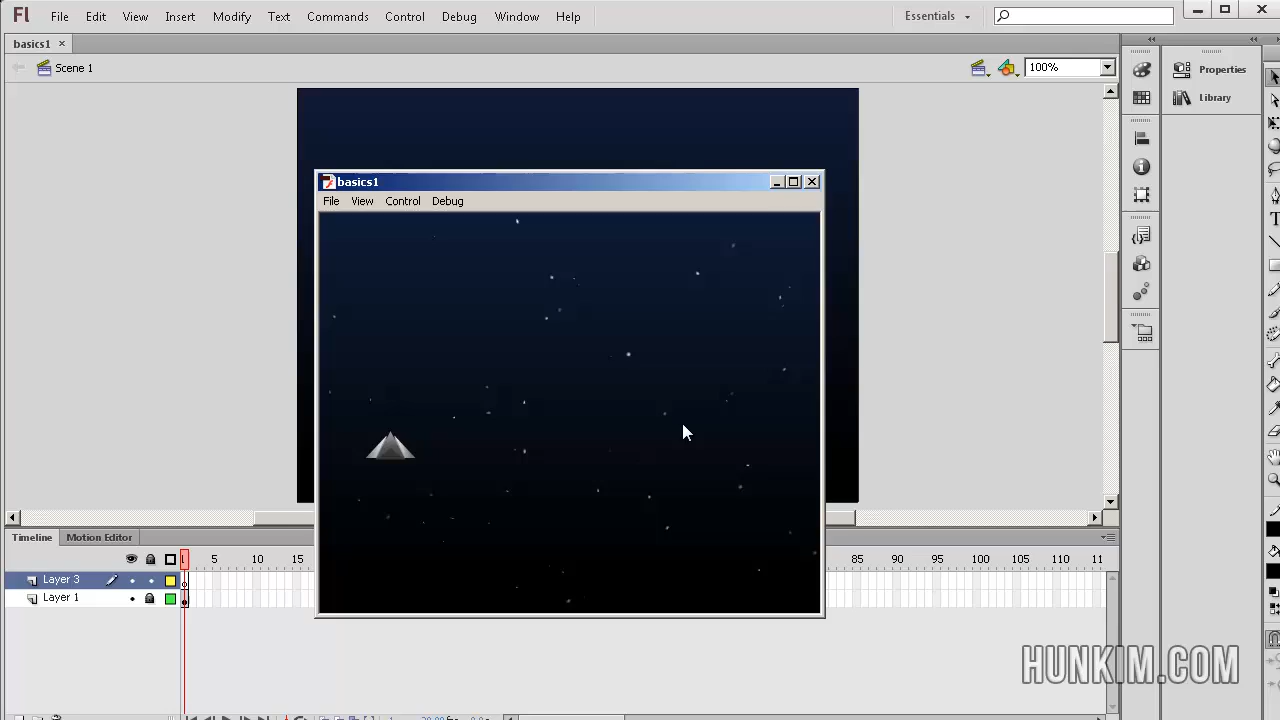 Fl File Edit View Insert Modify Text Commands Control Debug Window Help Essentials
basics1
Scene 1 100%
Properties
Library
basics1
File View Control Debug
Timeline Motion Editor
1 5 10 15 85 90 95 100 105 11
Layer 3
Layer 1
HUNKIM.COM